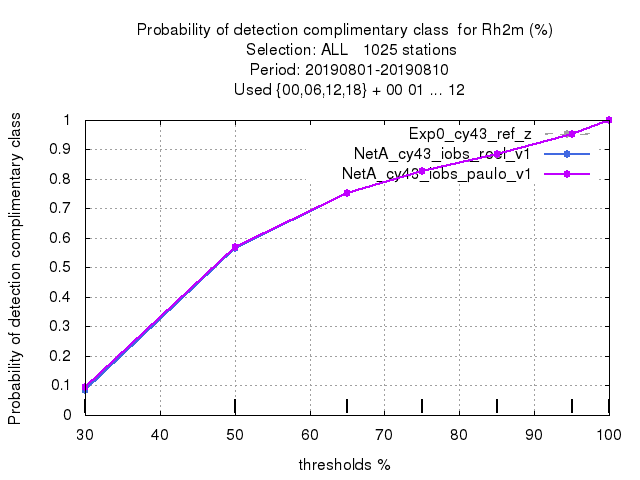 Probability of detection complimentary class  for Rh2m (%)
Selection: ALL   1025 stations
Period: 20190801-20190810
Used {00,06,12,18} + 00 01 ... 12
Probability of detection complimentary class
1
0.9
0.8
0.7
0.6
0.5
0.4
0.3
0.2
0.1
0
Exp0_cy43_ref_z
NetA_cy43_iobs_roel_v1
NetA_cy43_iobs_paulo_v1
30 40 50 60 70 80 90 100
thresholds %